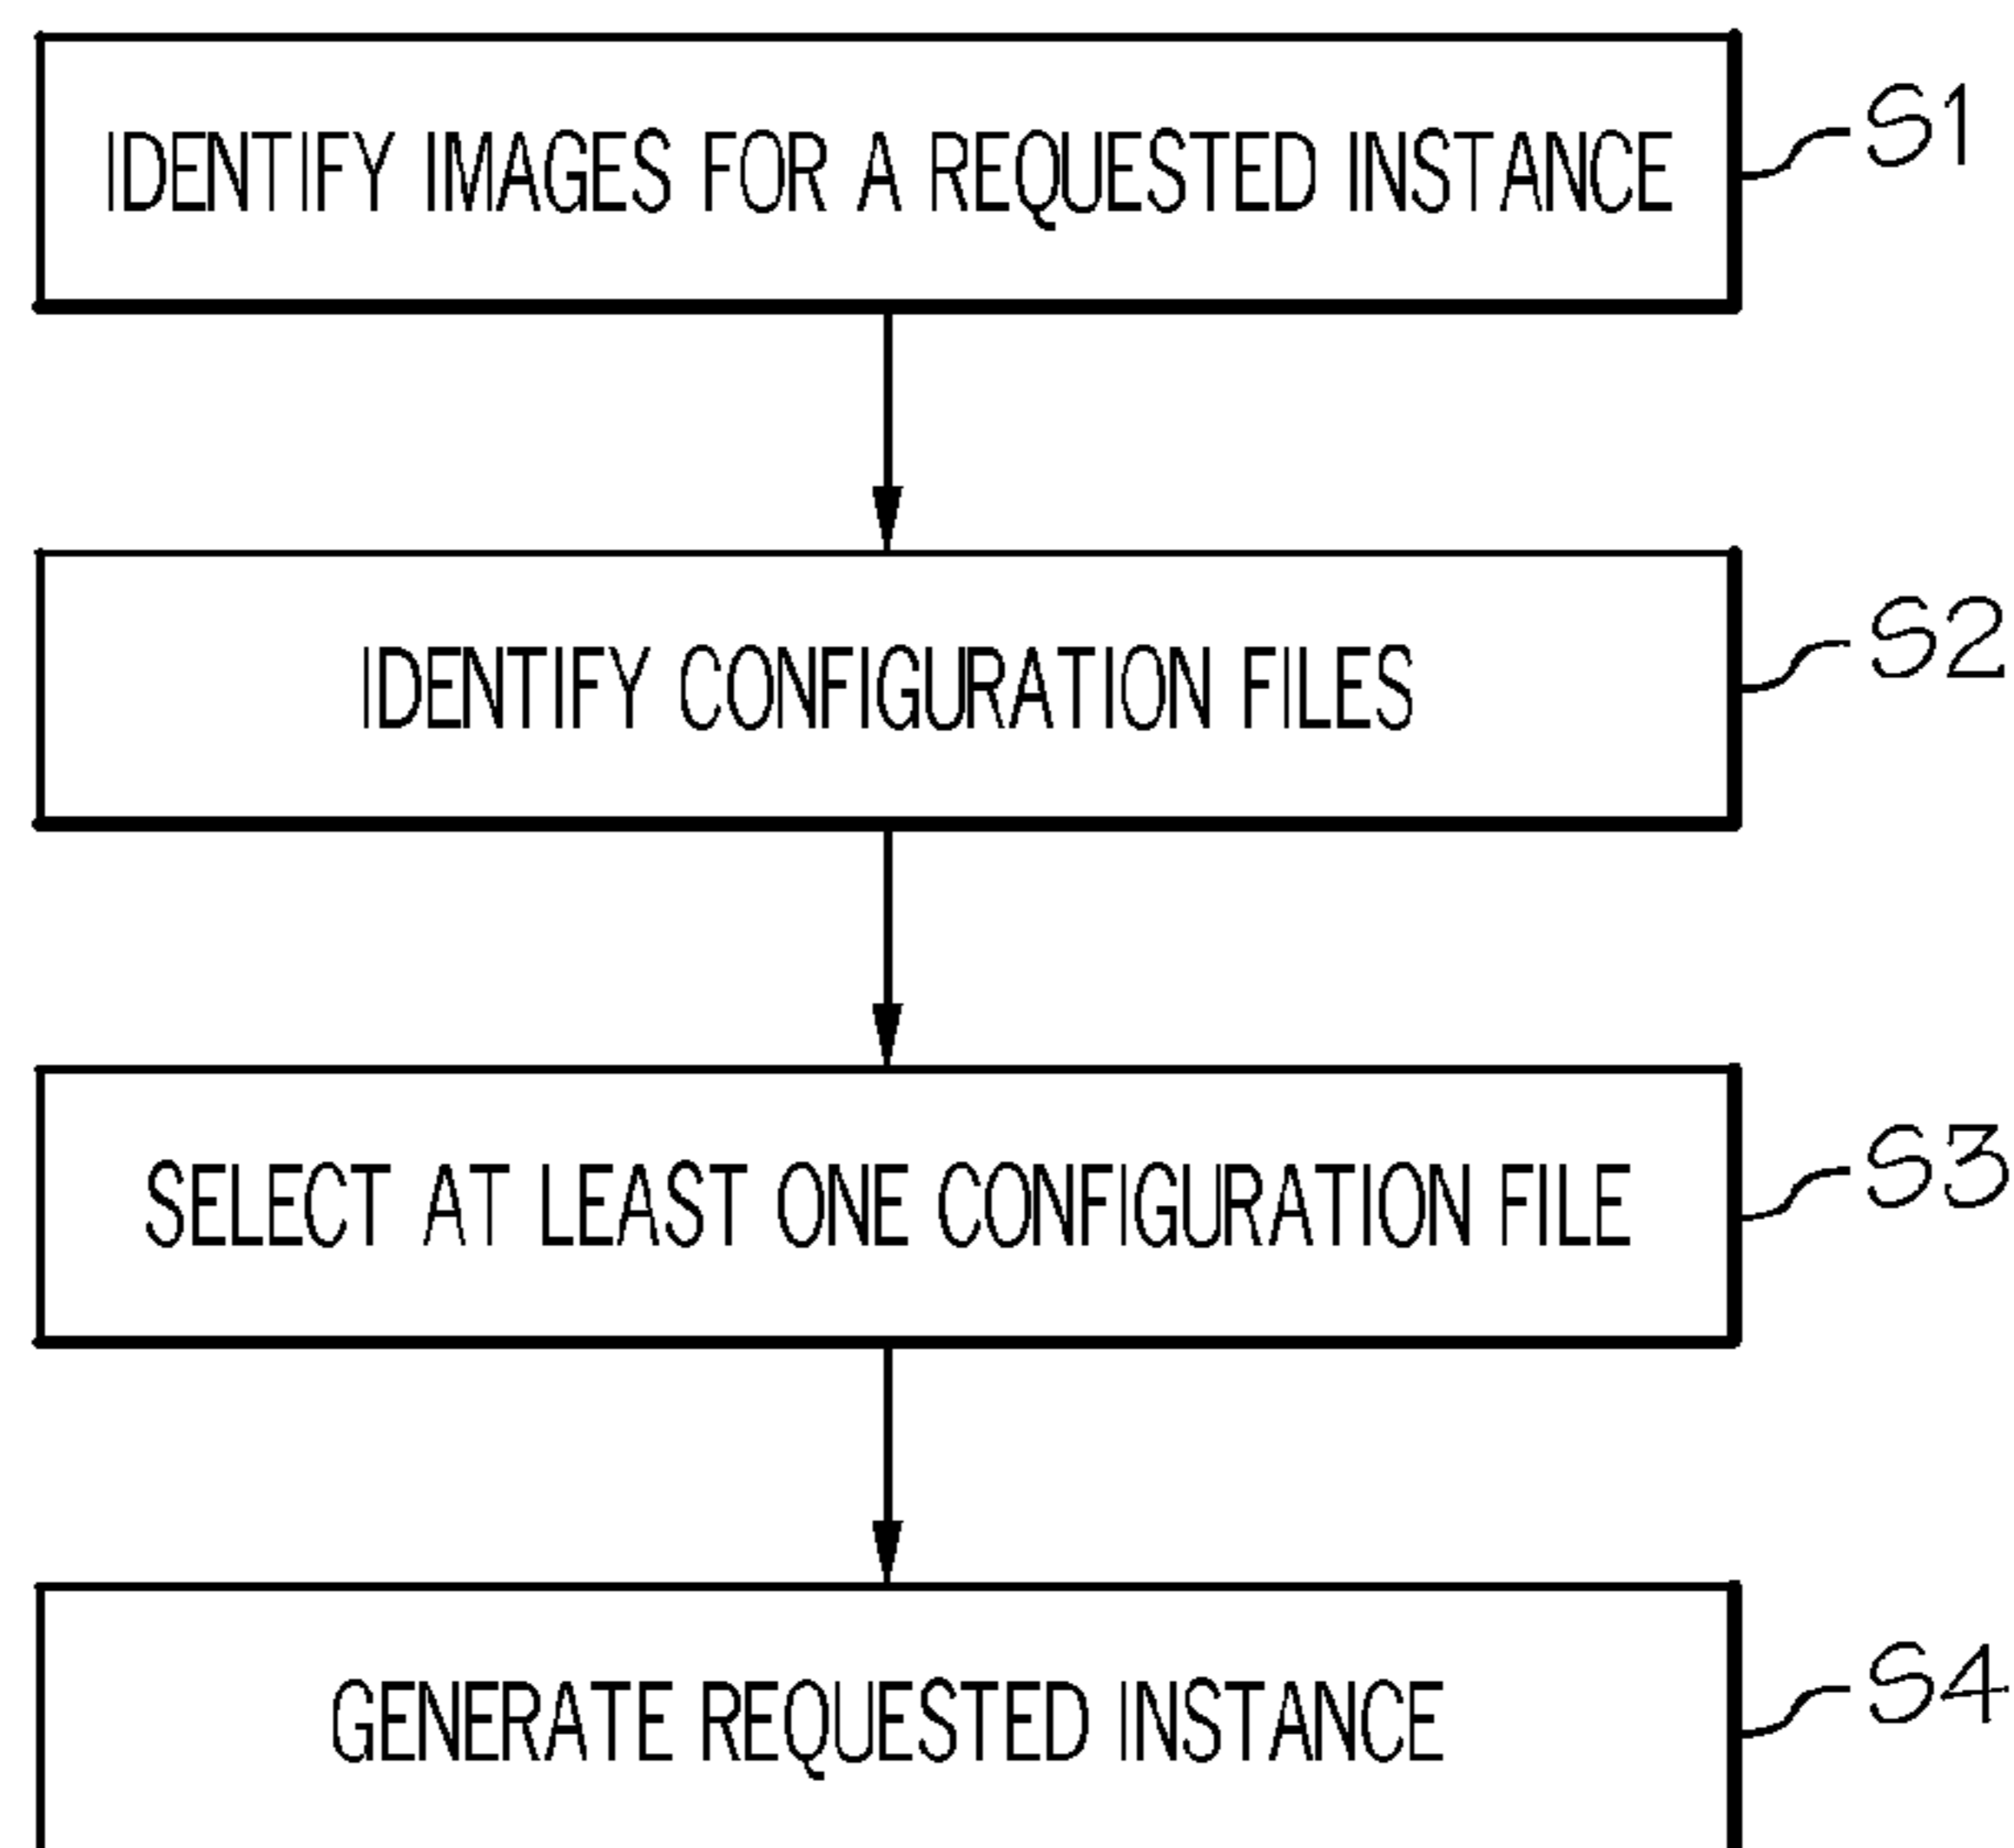 IDENTIFY IMAGES FOR A REQUESTED INSTANCE S1
IDENTIFY CONFIGURATION FILES S2
SELECT AT LEAST ONE CONFIGURATION FILE S3
GENERATE REQUESTED INSTANCE S4